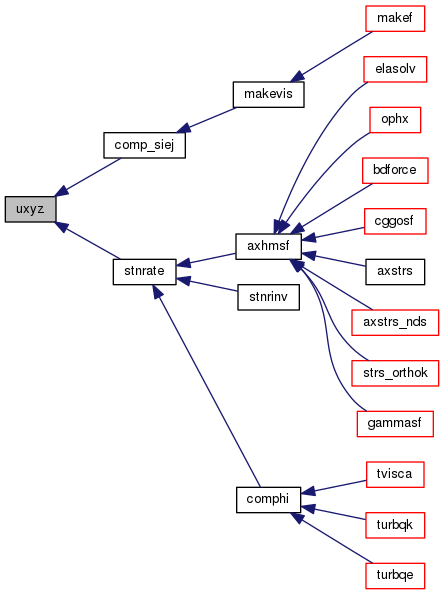 makef
elasolv
makevis
ophx
comp_siej
bdforce
uxyz
cggosf
axhmsf
stnrate
axstrs
stnrinv
axstrs_nds
strs_orthok
gammasf
tvisca
comphi
turbqk
turbqe